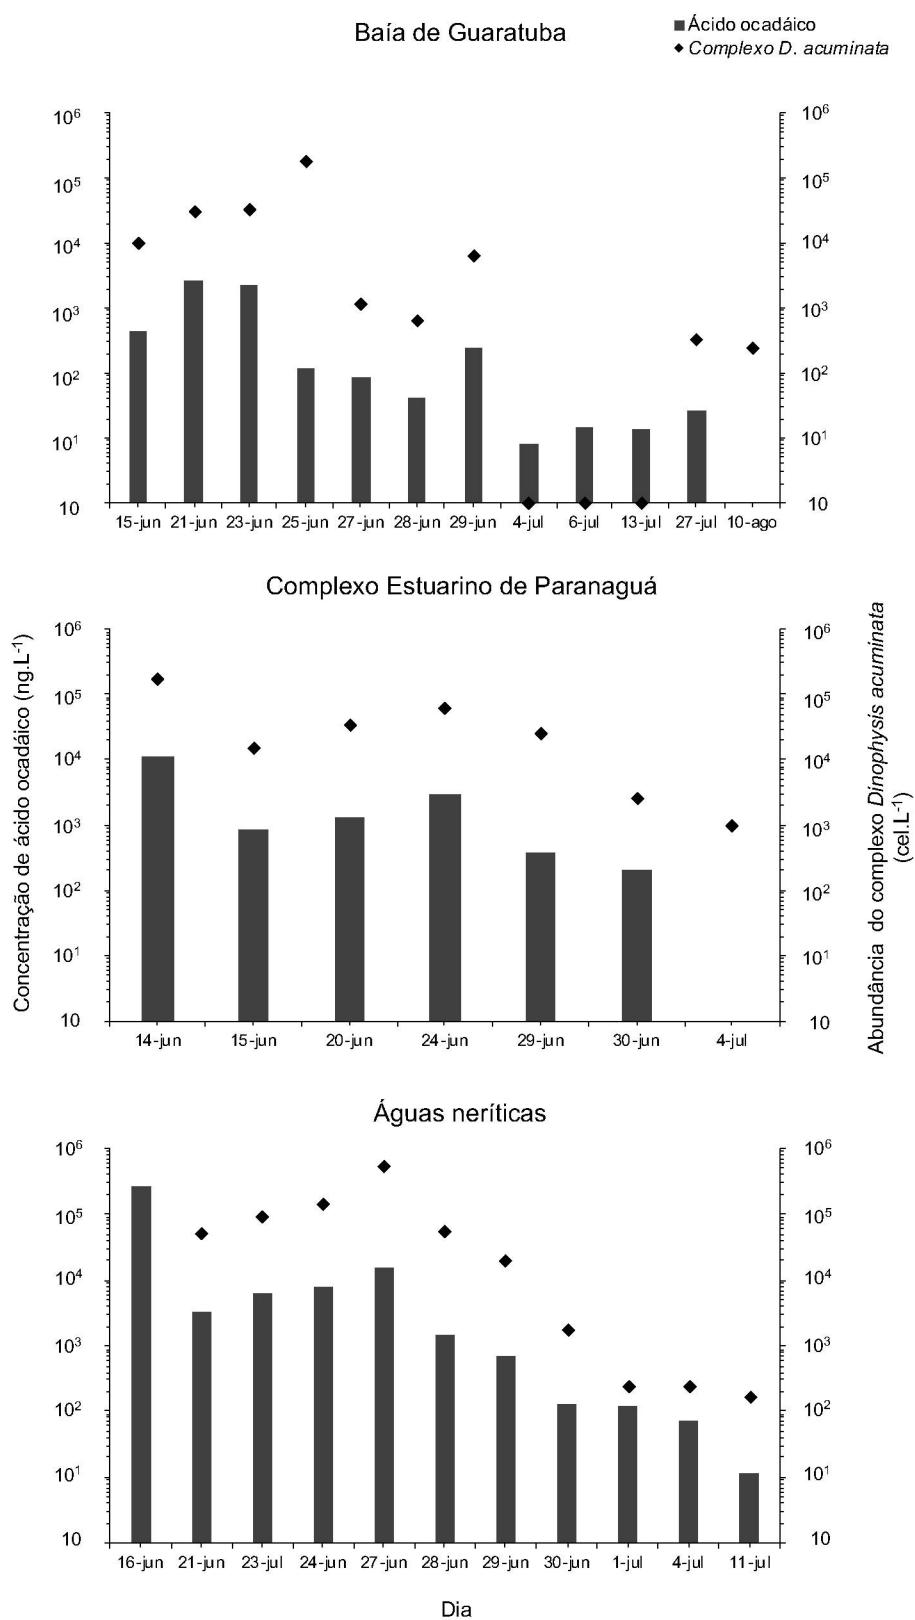 Baía de Guaratuba
Ácido ocadáico
Complexo D. acuminata
10⁶ 10⁶
10⁵ 10⁵
10⁴ 10⁴
10³ 10³
10² 10²
10¹ 10¹
10 10
15-jun 21-jun 23-jun 25-jun 27-jun 28-jun 29-jun 4-jul 6-jul 13-jul 27-jul 10-ago
Complexo Estuarino de Paranaguá
10⁶ 10⁶
10⁵ 10⁵
10⁴ 10⁴
10³ 10³
10² 10²
10¹ 10¹
10 10
14-jun 15-jun 20-jun 24-jun 29-jun 30-jun 4-jul
Concentração de ácido ocadáico (ng.L⁻¹)
Abundância do complexo Dinophysis acuminata
(cel.L⁻¹)
Águas neríticas
10⁶ 10⁶
10⁵ 10⁵
10⁴ 10⁴
10³ 10³
10² 10²
10¹ 10¹
10 10
16-jun 21-jun 23-jul 24-jun 27-jun 28-jun 29-jun 30-jun 1-jul 4-jul 11-jul
Dia